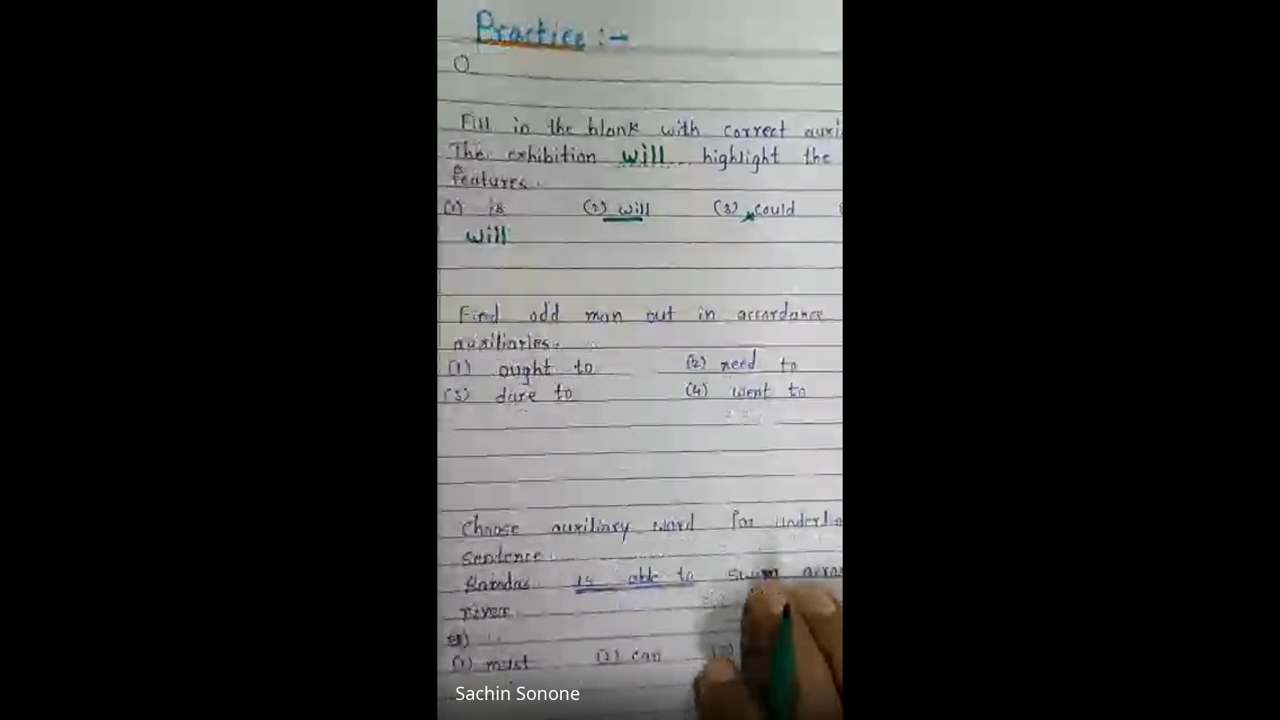 Practice :-
Q
Fill in the blank with correct auxi
The exhibition will highlight the
features.
(1) is (2) will (3) could
will
Find odd man out in accordance
auxiliaries.
(1) ought to (2) need to
(3) dare to (4) went to
Choose auxiliary word for underl
sentence.
is able to swim
river.
(1) must (2) can
Sachin Sonone